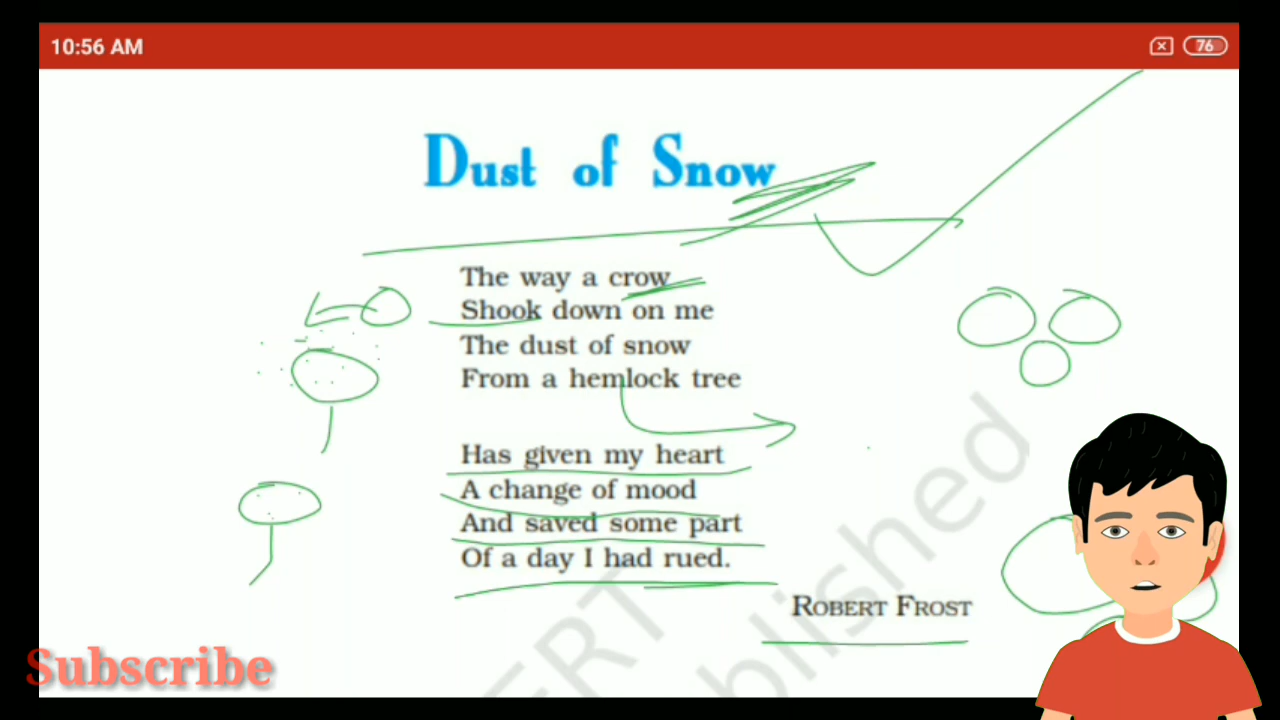 10:56 AM
76
Dust of Snow
The way a crow
Shook down on me
The dust of snow
From a hemlock tree
Has given my heart
A change of mood
And saved some part
Of a day I had rued.
ROBERT FROST
Subscribe